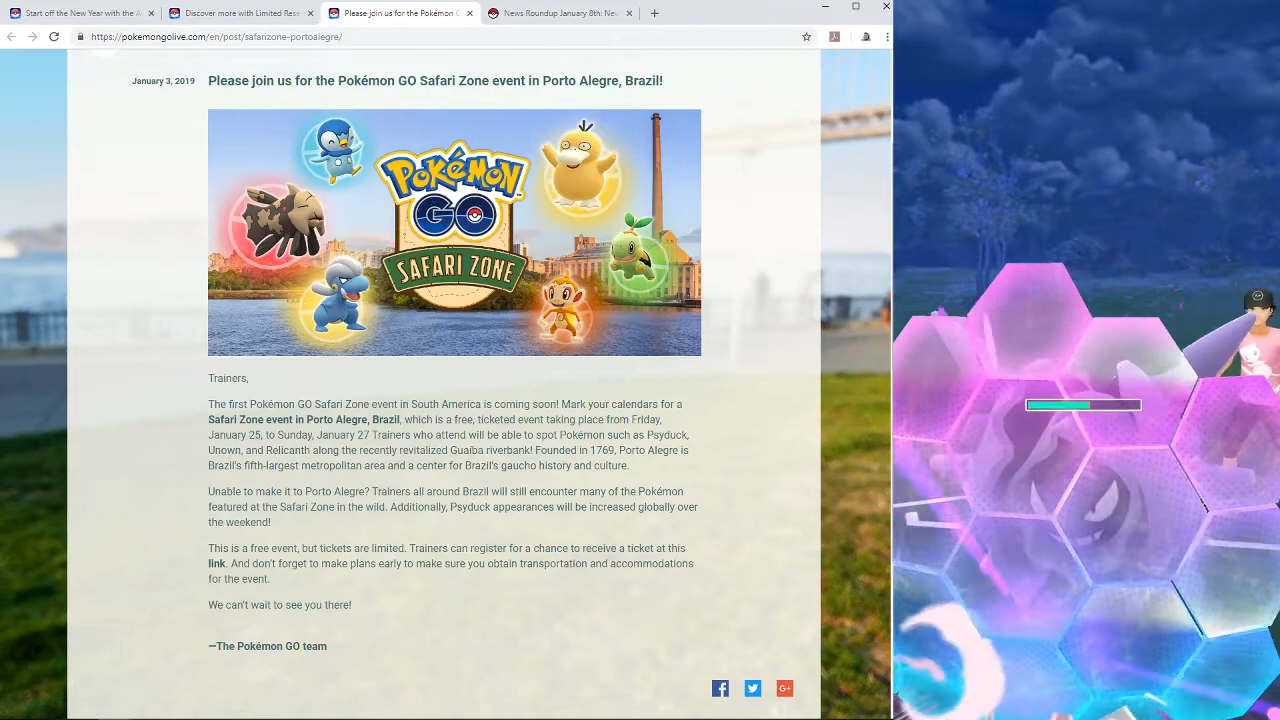 Start off the New Year with the A
Discover more with Limited Rese
Please join us for the Pokémon G
News Roundup January 8th: New
https://pokemongolive.com/en/post/safarizone-portoalegre/
January 3, 2019
Please join us for the Pokémon GO Safari Zone event in Porto Alegre, Brazil!
POKÉMON
GO
SAFARI ZONE
Trainers,
The first Pokémon GO Safari Zone event in South America is coming soon! Mark your calendars for a
Safari Zone event in Porto Alegre, Brazil, which is a free, ticketed event taking place from Friday,
January 25, to Sunday, January 27 Trainers who attend will be able to spot Pokémon such as Psyduck,
Unown, and Relicanth along the recently revitalized Guaíba riverbank! Founded in 1769, Porto Alegre is
Brazil's fifth-largest metropolitan area and a center for Brazil's gaucho history and culture.
Unable to make it to Porto Alegre? Trainers all around Brazil will still encounter many of the Pokémon
featured at the Safari Zone in the wild. Additionally, Psyduck appearances will be increased globally over
the weekend!
This is a free event, but tickets are limited. Trainers can register for a chance to receive a ticket at this
link. And don't forget to make plans early to make sure you obtain transportation and accommodations
for the event.
We can't wait to see you there!
—The Pokémon GO team
G+